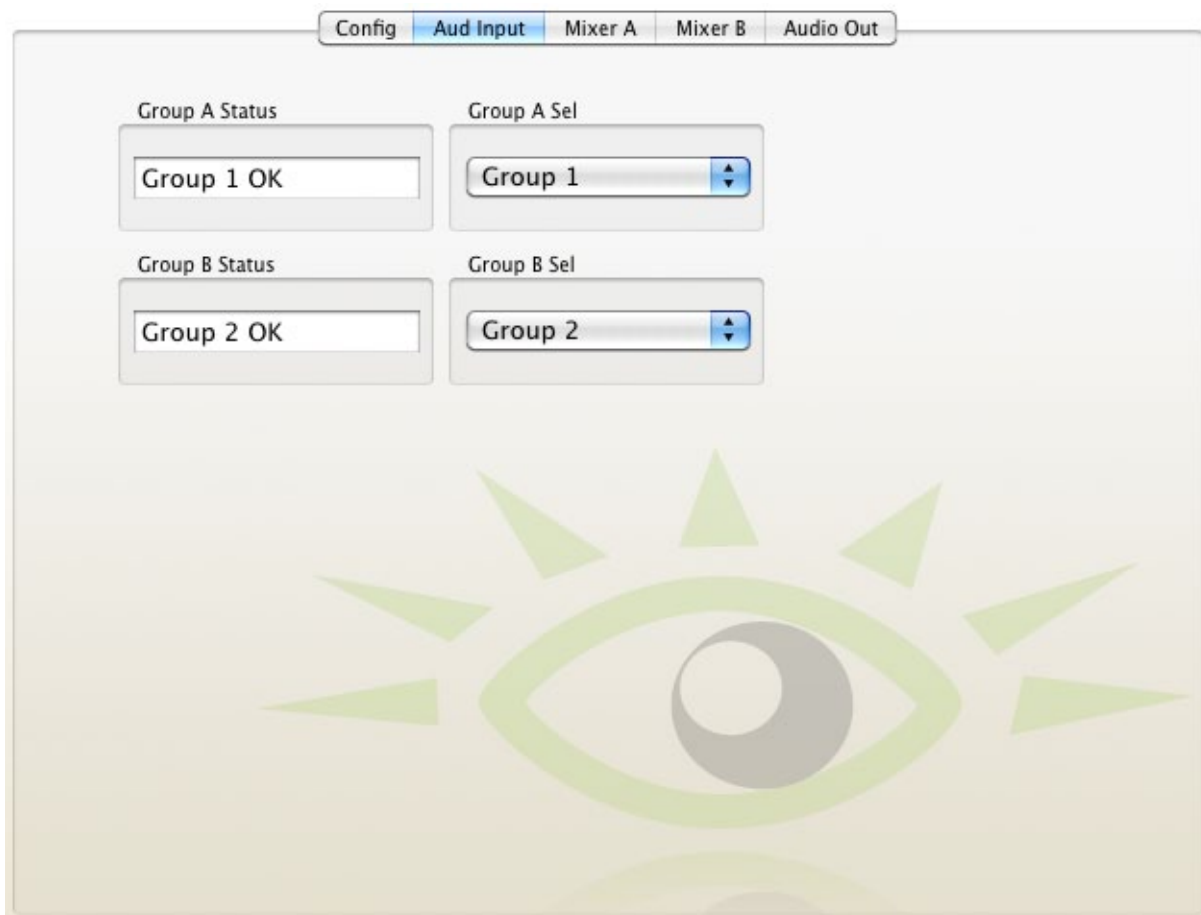 Config Aud Input Mixer A Mixer B Audio Out
Group A Status Group A Sel
Group 1 OK Group 1
Group B Status Group B Sel
Group 2 OK Group 2